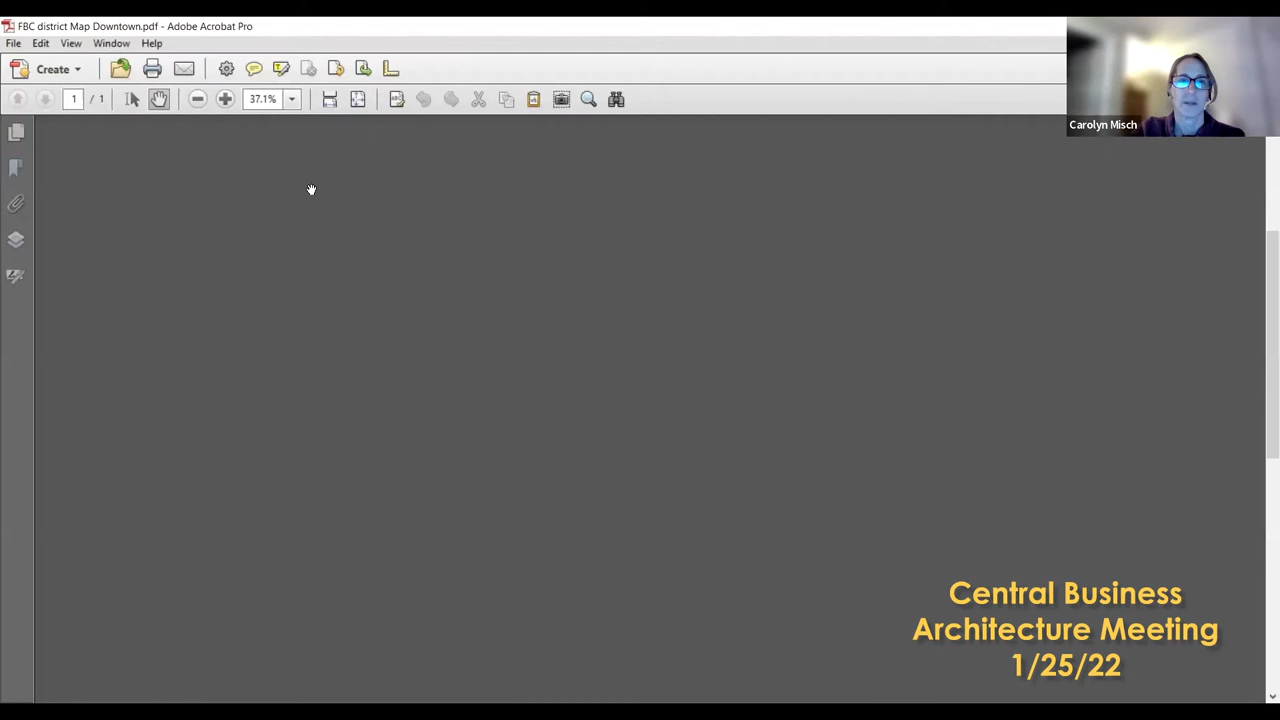 FBC district Map Downtown.pdf - Adobe Acrobat Pro
File Edit View Window Help
Create
1 / 1 37.1%
Carolyn Misch
Central Business
Architecture Meeting
1/25/22